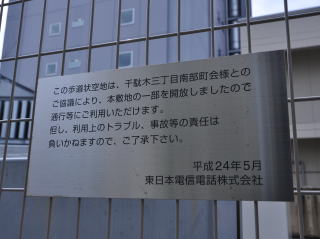 この歩道状空地は、千駄木三丁目南部町会様との
ご協議により、本敷地の一部を開放しましたので
通行等にご利用いただけます。
但し、利用上のトラブル、事故等の責任は
負いかねますので、ご了承下さい。
平成24年5月
東日本電信電話株式会社